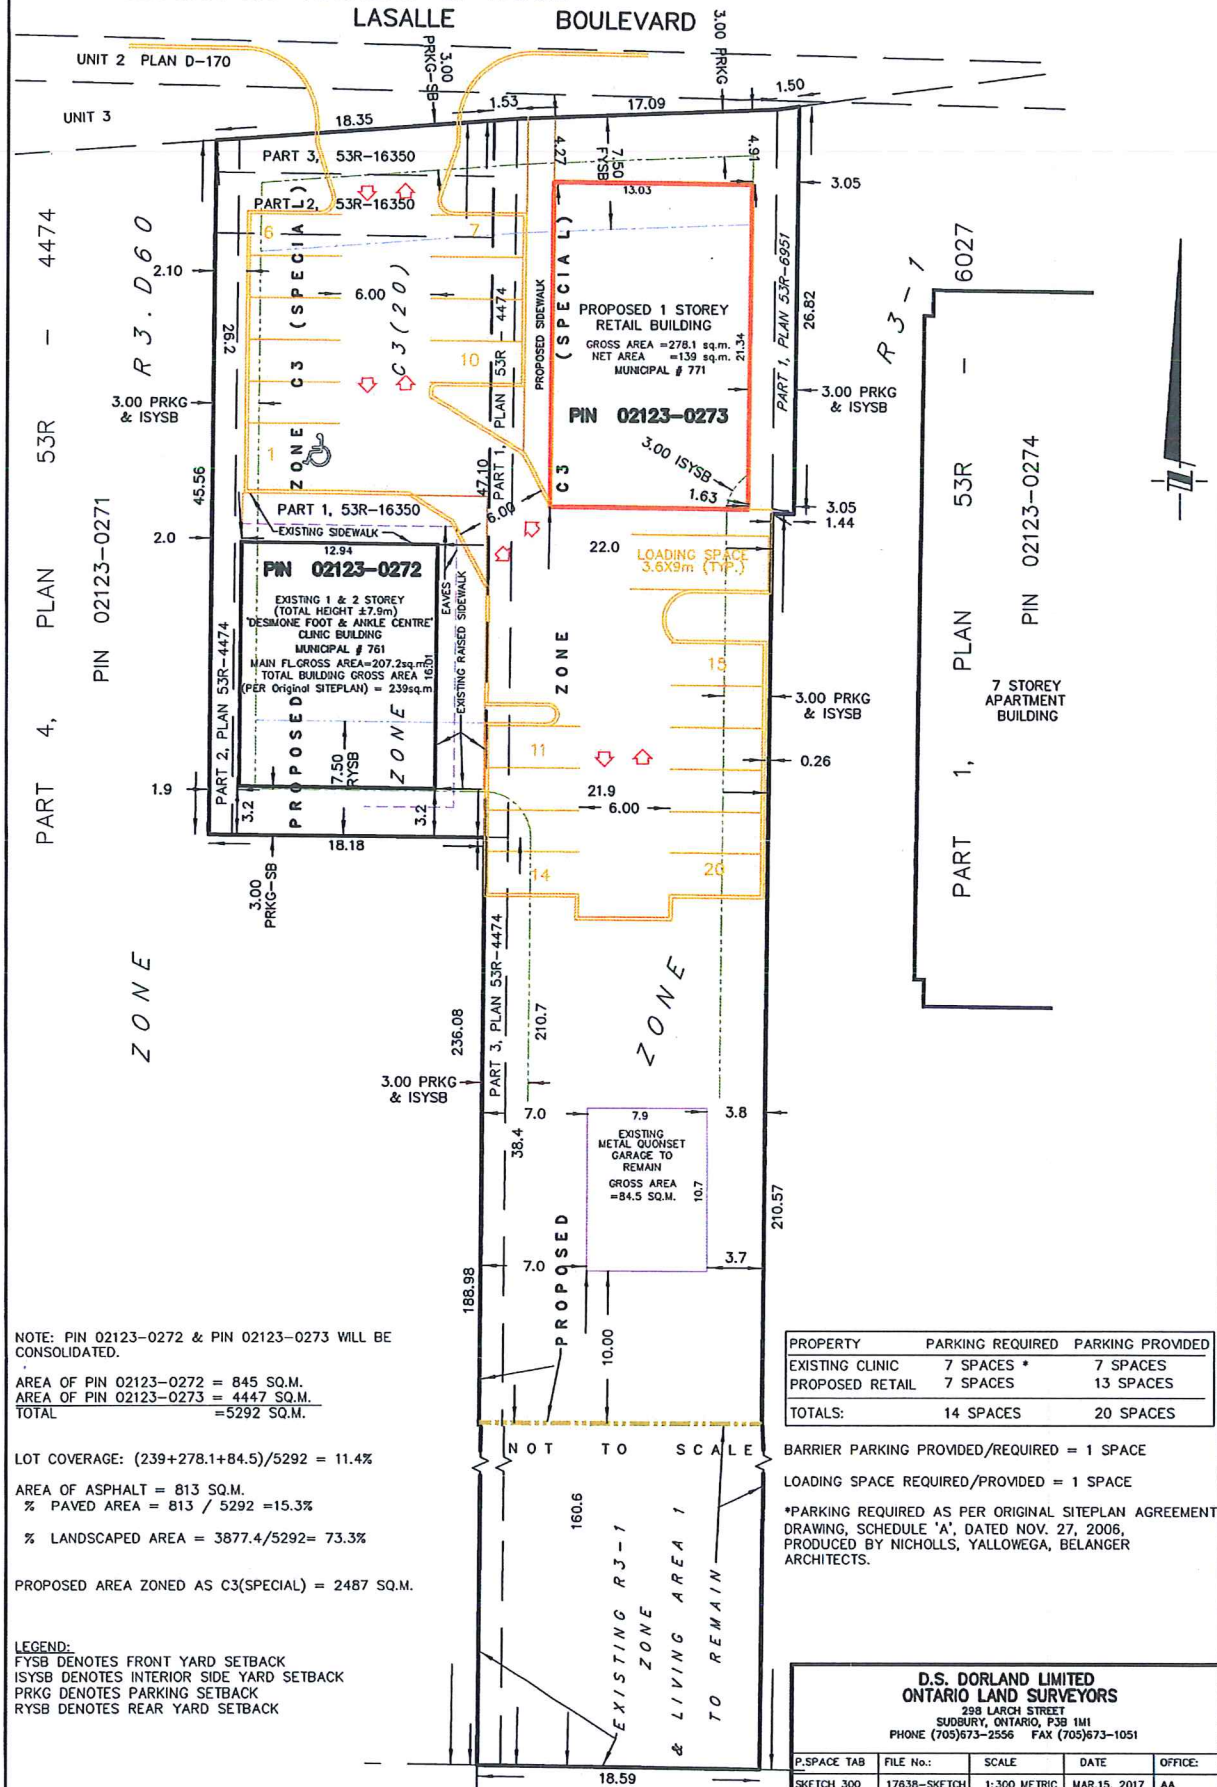 LASALLE BOULEVARD
UNIT 2 PLAN D-170
UNIT 3
3.00
PRKG-SB
3.00 PRKG
18.35
1.53
17.09
1.50
PART 3, 53R-16350
PART 2, 53R-16350
4.27
7.50
FYSB
4.91
13.03
3.05
6
7
2.10
6.00
26.2
ZONE C3 (SPECIAL)
C3(20)
10
1
PROPOSED SIDEWALK
C3 (SPECIAL)
PROPOSED 1 STOREY
RETAIL BUILDING
GROSS AREA =278.1 sq.m.
NET AREA =139 sq.m.
MUNICIPAL # 771
21.34
PIN 02123-0273
3.00 ISYSB
1.63
PART 1, PLAN 53R-6951
26.82
R3-1
R3.D60
3.00 PRKG
& ISYSB
3.00 PRKG
& ISYSB
45.56
47.10
PART 1, PLAN 53R-4474
PART 1, 53R-16350
6.00
3.05
1.44
EXISTING SIDEWALK
2.0
12.94
22.0
LOADING SPACE
3.6X9m (TYP.)
PIN 02123-0272
EXISTING 1 & 2 STOREY
(TOTAL HEIGHT ±7.9m)
"DESIMONE FOOT & ANKLE CENTRE"
CLINIC BUILDING
MUNICIPAL # 761
MAIN FL.GROSS AREA=207.2sq.m.
TOTAL BUILDING GROSS AREA
(PER Original SITEPLAN) = 239sq.m
16.01
EAVES
EXISTING RAISED SIDEWALK
PART 2, PLAN 53R-4474
PROPOSED
ZONE
7.50
RYSB
ZONE
15
3.00 PRKG
& ISYSB
11
0.26
21.9
6.00
1.9
3.2
3.2
18.18
3.00
PRKG-SB
14
20
PART 4, PLAN 53R - 4474
PIN 02123-0271
PART 1, PLAN 53R - 6027
PIN 02123-0274
7 STOREY
APARTMENT
BUILDING
N
ZONE
ZONE
236.08
PART 3, PLAN 53R-4474
210.7
3.00 PRKG
& ISYSB
7.0
7.9
3.8
38.4
EXISTING
METAL QUONSET
GARAGE TO
REMAIN
GROSS AREA
=84.5 SQ.M.
10.7
210.57
7.0
3.7
188.98
PROPOSED
10.00
NOT TO SCALE
160.6
EXISTING R3-1
ZONE
& LIVING AREA 1
TO REMAIN
18.59
NOTE: PIN 02123-0272 & PIN 02123-0273 WILL BE
CONSOLIDATED.
AREA OF PIN 02123-0272 = 845 SQ.M.
AREA OF PIN 02123-0273 = 4447 SQ.M.
TOTAL =5292 SQ.M.
LOT COVERAGE: (239+278.1+84.5)/5292 = 11.4%
AREA OF ASPHALT = 813 SQ.M.
% PAVED AREA = 813 / 5292 =15.3%
% LANDSCAPED AREA = 3877.4/5292= 73.3%
PROPOSED AREA ZONED AS C3(SPECIAL) = 2487 SQ.M.
LEGEND:
FYSB DENOTES FRONT YARD SETBACK
ISYSB DENOTES INTERIOR SIDE YARD SETBACK
PRKG DENOTES PARKING SETBACK
RYSB DENOTES REAR YARD SETBACK
PROPERTY PARKING REQUIRED PARKING PROVIDED
EXISTING CLINIC 7 SPACES * 7 SPACES
PROPOSED RETAIL 7 SPACES 13 SPACES
TOTALS: 14 SPACES 20 SPACES
BARRIER PARKING PROVIDED/REQUIRED = 1 SPACE
LOADING SPACE REQUIRED/PROVIDED = 1 SPACE
*PARKING REQUIRED AS PER ORIGINAL SITEPLAN AGREEMENT
DRAWING, SCHEDULE 'A', DATED NOV. 27, 2006,
PRODUCED BY NICHOLLS, YALLOWEGA, BELANGER
ARCHITECTS.
D.S. DORLAND LIMITED
ONTARIO LAND SURVEYORS
298 LARCH STREET
SUDBURY, ONTARIO, P3B 1M1
PHONE (705)673-2556 FAX (705)673-1051
P.SPACE TAB FILE No.: SCALE DATE OFFICE:
SKETCH 300 17638-SKETCH 1:300 METRIC MAR.15, 2017 AA